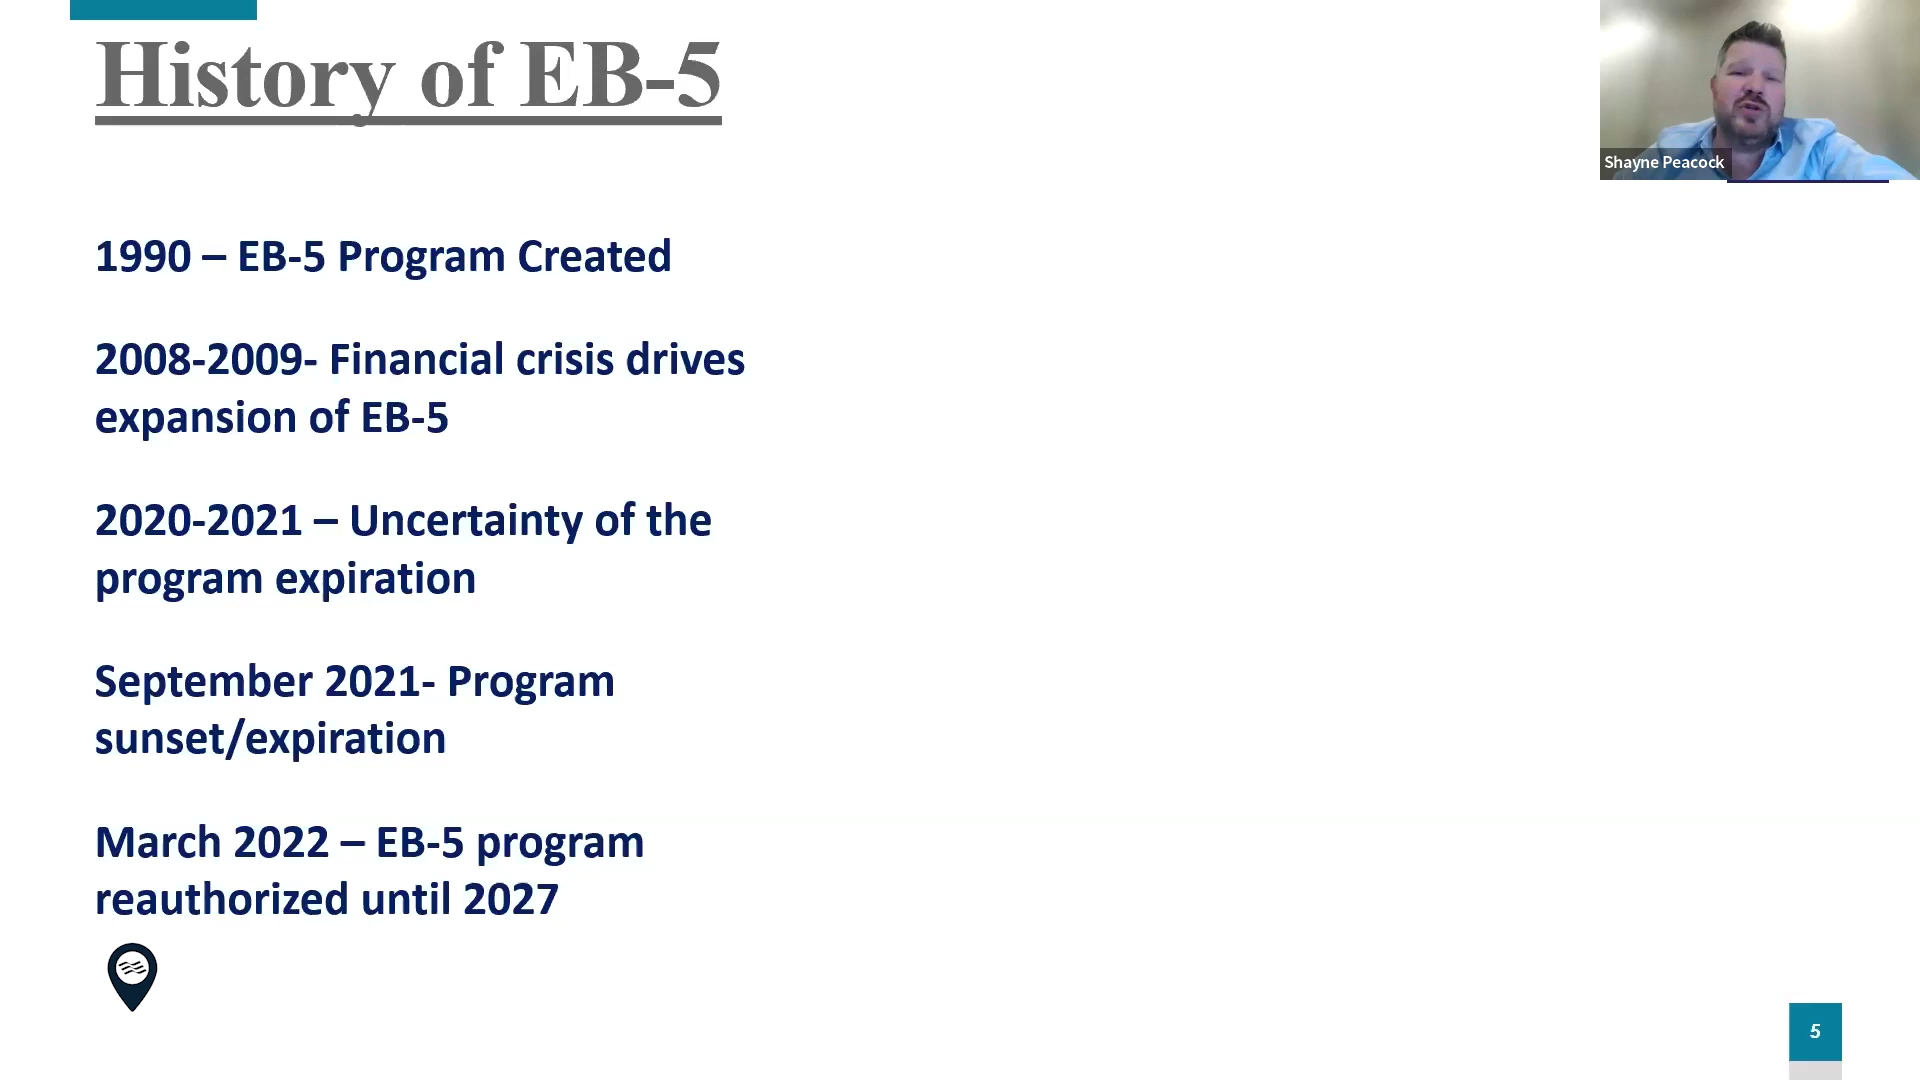 History of EB-5
Shayne Peacock
1990 – EB-5 Program Created
2008-2009- Financial crisis drives
expansion of EB-5
2020-2021 – Uncertainty of the
program expiration
September 2021- Program
sunset/expiration
March 2022 – EB-5 program
reauthorized until 2027
5